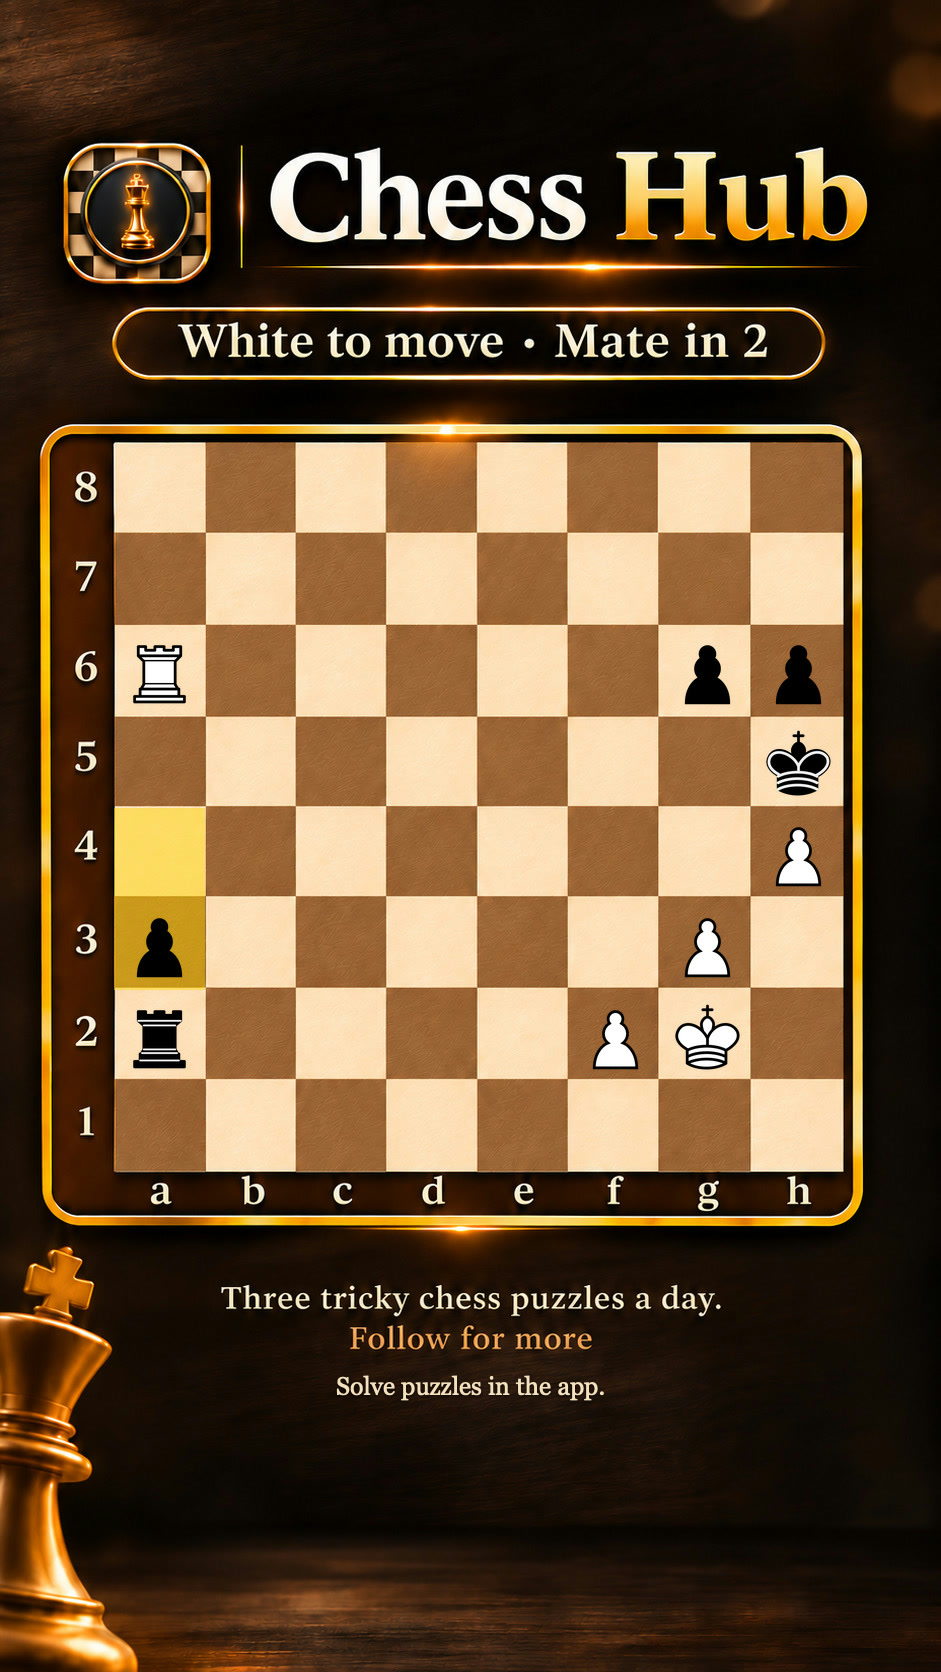 Chess Hub
White to move • Mate in 2
8
7
6
5
4
3
2
1
a b c d e f g h
Three tricky chess puzzles a day.
Follow for more
Solve puzzles in the app.